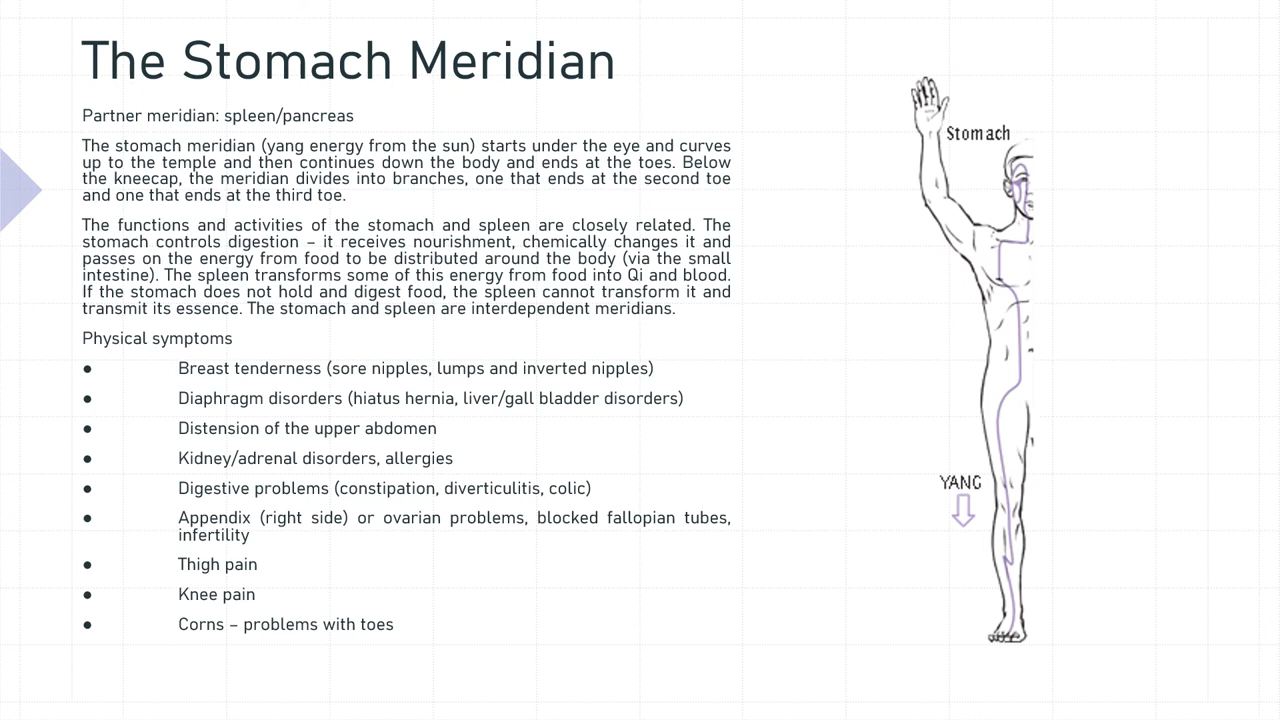 The Stomach Meridian
Partner meridian: spleen/pancreas
The stomach meridian (yang energy from the sun) starts under the eye and curves
up to the temple and then continues down the body and ends at the toes. Below
the kneecap, the meridian divides into branches, one that ends at the second toe
and one that ends at the third toe.
The functions and activities of the stomach and spleen are closely related. The
stomach controls digestion – it receives nourishment, chemically changes it and
passes on the energy from food to be distributed around the body (via the small
intestine). The spleen transforms some of this energy from food into Qi and blood.
If the stomach does not hold and digest food, the spleen cannot transform it and
transmit its essence. The stomach and spleen are interdependent meridians.
Physical symptoms
● Breast tenderness (sore nipples, lumps and inverted nipples)
● Diaphragm disorders (hiatus hernia, liver/gall bladder disorders)
● Distension of the upper abdomen
● Kidney/adrenal disorders, allergies
● Digestive problems (constipation, diverticulitis, colic)
● Appendix (right side) or ovarian problems, blocked fallopian tubes,
infertility
● Thigh pain
● Knee pain
● Corns – problems with toes
Stomach
YANG